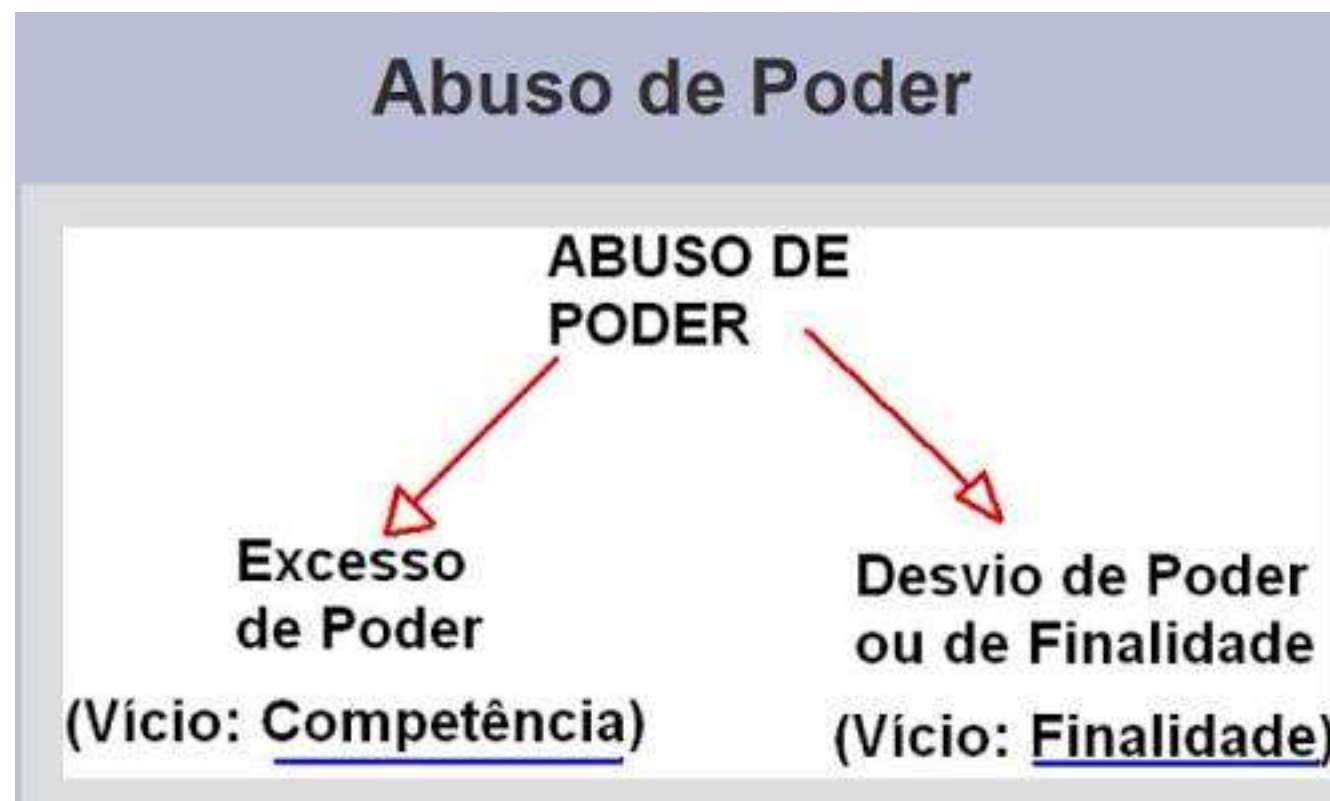 Abuso de Poder
ABUSO DE
PODER
Excesso
de Poder
(Vício: Competência)
Desvio de Poder
ou de Finalidade
(Vício: Finalidade)